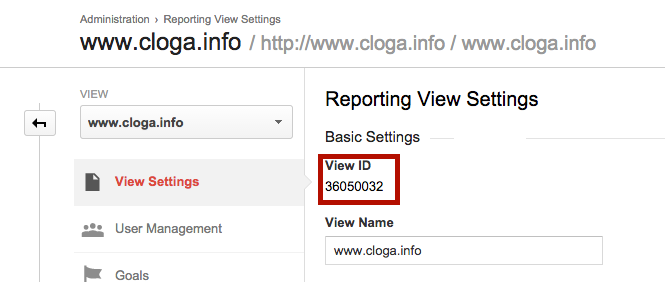 Administration › Reporting View Settings
www.cloga.info / http://www.cloga.info / www.cloga.info
VIEW
www.cloga.info
View Settings
User Management
Goals
Reporting View Settings
Basic Settings
View ID
36050032
View Name
www.cloga.info